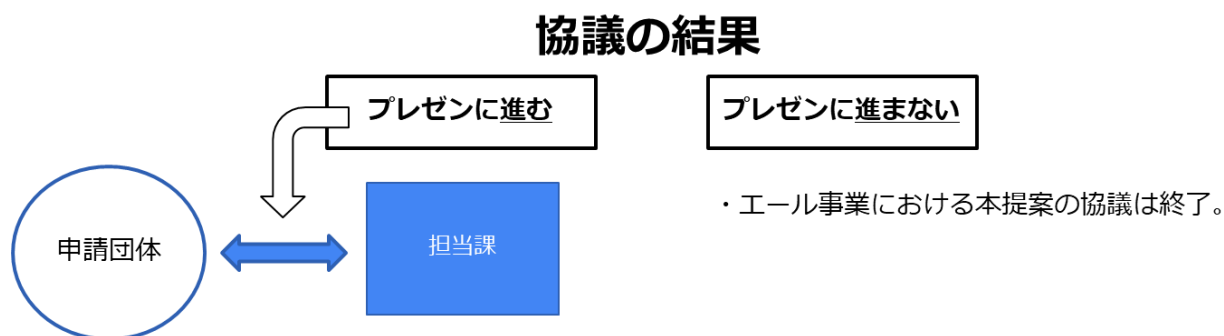 協議の結果
プレゼンに進む
プレゼンに進まない
・エール事業における本提案の協議は終了。
申請団体
担当課